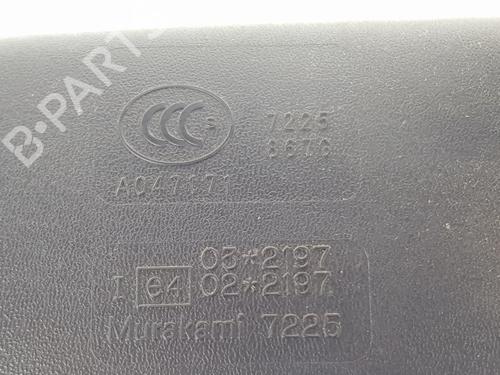 B-PARTS
CCC S 7225
8676
A047171
03*2197
I e4 02*2197
Murakami 7225